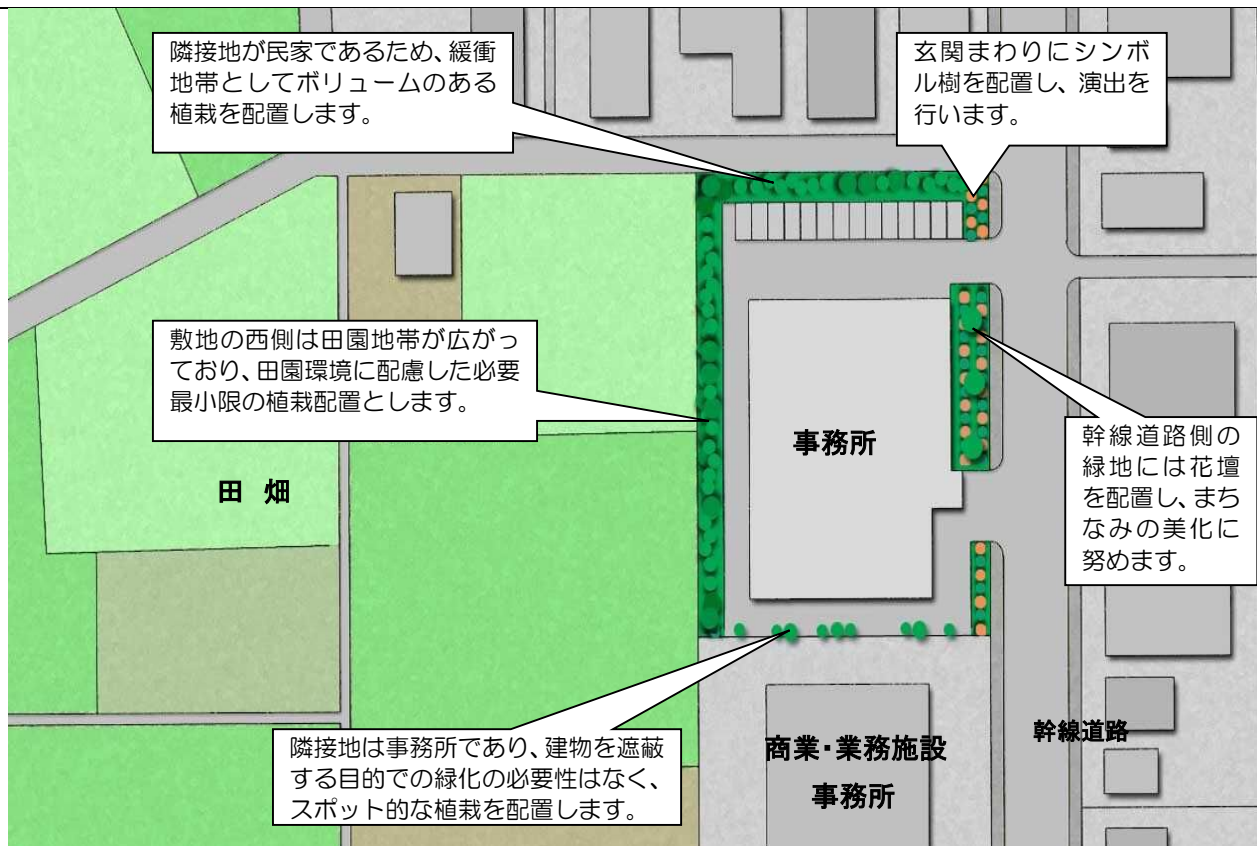 隣接地が民家であるため、緩衝
地帯としてボリュームのある
植栽を配置します。
玄関まわりにシンボ
ル樹を配置し、演出を
行います。
敷地の西側は田園地帯が広がっ
ており、田園環境に配慮した必要
最小限の植栽配置とします。
事務所
幹線道路側の
緑地には花壇
を配置し、まち
なみの美化に
努めます。
田 畑
隣接地は事務所であり、建物を遮蔽
する目的での緑化の必要性はなく、
スポット的な植栽を配置します。
商業・業務施設
事務所
幹線道路